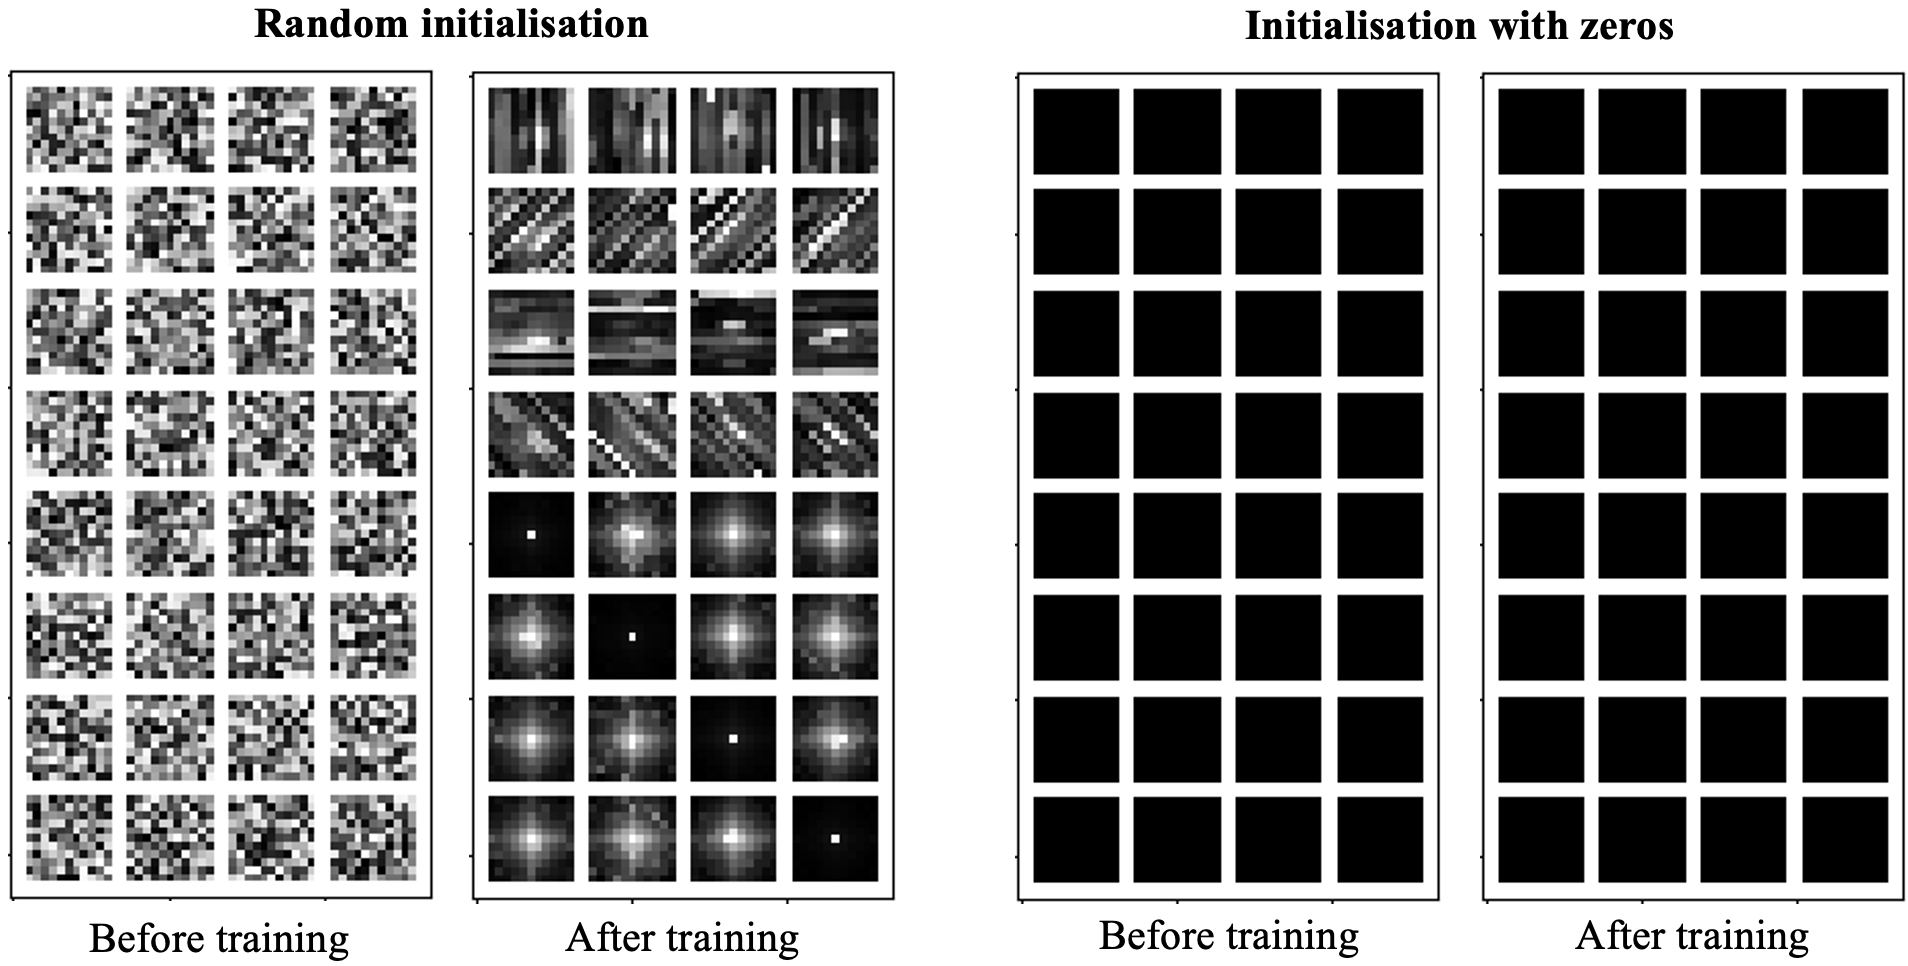 Random initialisation
Initialisation with zeros
Before training
After training
Before training
After training